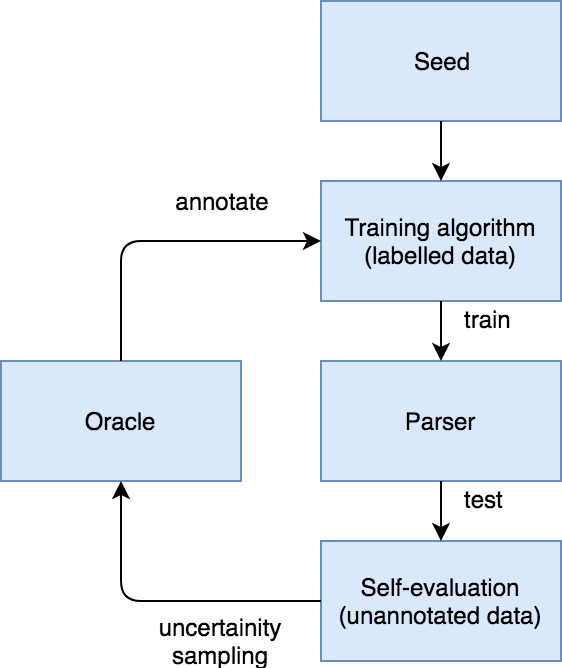 Seed
annotate
Training algorithm
(labelled data)
train
Oracle
Parser
test
Self-evaluation
(unannotated data)
uncertainity
sampling